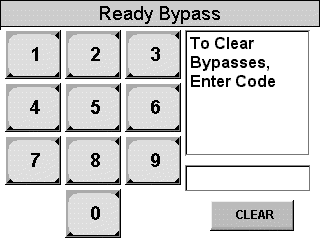 Ready Bypass
1 2 3
To Clear
Bypasses,
Enter Code
4 5 6
7 8 9
0
CLEAR